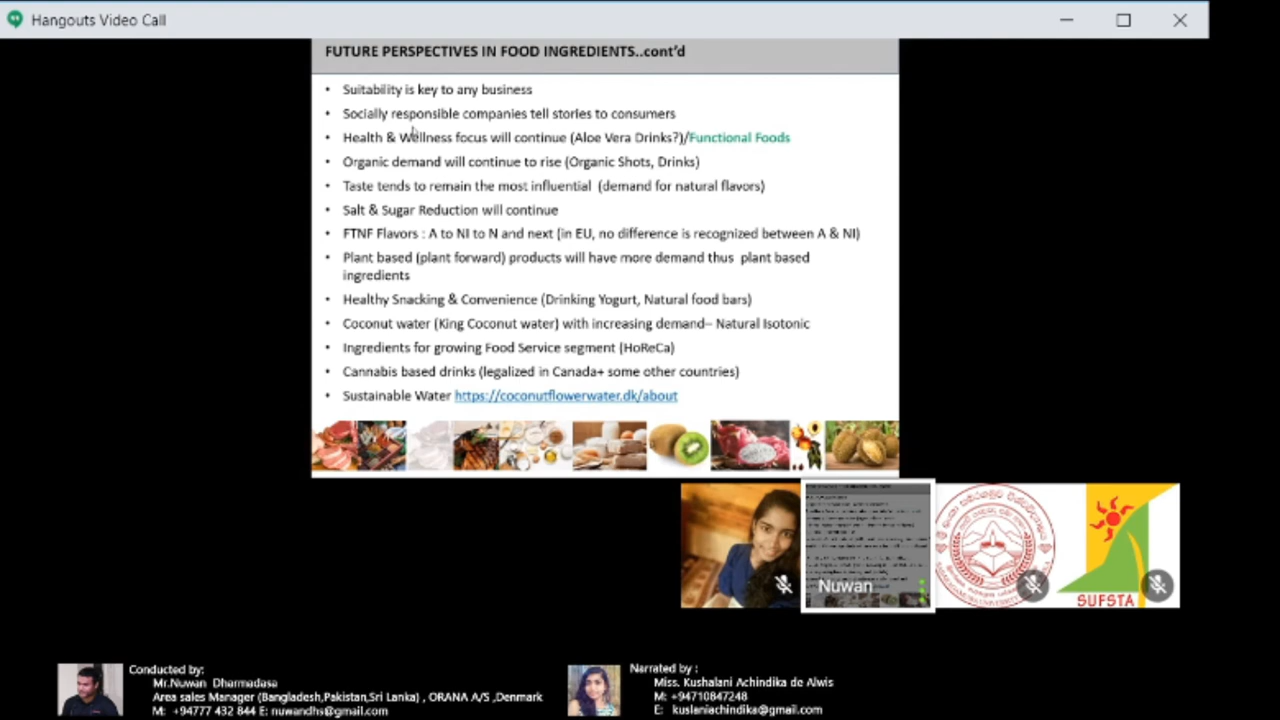 Hangouts Video Call
FUTURE PERSPECTIVES IN FOOD INGREDIENTS..cont'd
• Suitability is key to any business
• Socially responsible companies tell stories to consumers
• Health & Wellness focus will continue (Aloe Vera Drinks?)/Functional Foods
• Organic demand will continue to rise (Organic Shots, Drinks)
• Taste tends to remain the most influential (demand for natural flavors)
• Salt & Sugar Reduction will continue
• FTNF Flavors : A to NI to N and next (in EU, no difference is recognized between A & NI)
• Plant based (plant forward) products will have more demand thus plant based
ingredients
• Healthy Snacking & Convenience (Drinking Yogurt, Natural food bars)
• Coconut water (King Coconut water) with increasing demand– Natural Isotonic
• Ingredients for growing Food Service segment (HoReCa)
• Cannabis based drinks (legalized in Canada+ some other countries)
• Sustainable Water https://coconutflowerwater.dk/about
Nuwan
SUFSTA
Conducted by:
Mr.Nuwan Dharmadasa
Area sales Manager (Bangladesh,Pakistan,Sri Lanka) , ORANA A/S ,Denmark
M: +94777 432 844 E: nuwandhs@gmail.com
Narrated by :
Miss. Kushalani Achindika de Alwis
M: +94710847248
E: kuslaniachindika@gmail.com